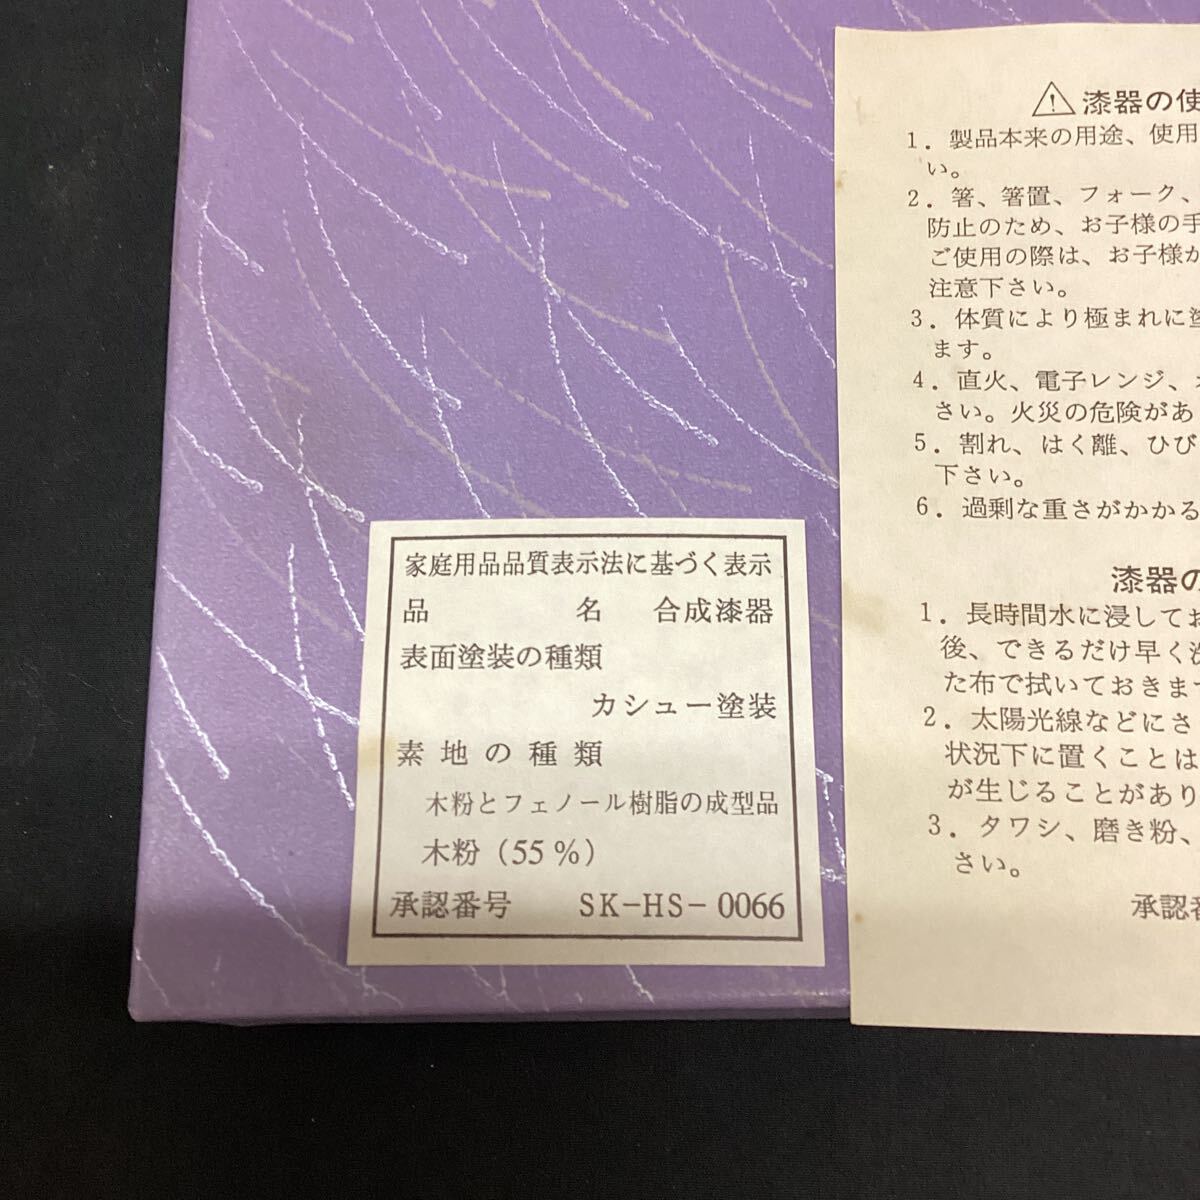 家庭用品品質表示法に基づく表示
品名 合成漆器
表面塗装の種類
カシュー塗装
素地の種類
木粉とフェノール樹脂の成型品
木粉（55％）
承認番号 SK-HS-0066
⚠漆器の使
1．製品本来の用途、使用
い。
2．箸、箸置、フォーク、
防止のため、お子様の手
ご使用の際は、お子様が
注意下さい。
3．体質により極まれに塗
ます。
4．直火、電子レンジ、オ
さい。火災の危険があ
5．割れ、はく離、ひび
下さい。
6．過剰な重さがかかる
漆器の
1．長時間水に浸してお
後、できるだけ早く洗
た布で拭いておきま
2．太陽光線などにさ
状況下に置くことは
が生じることがあり
3．タワシ、磨き粉、
さい。
承認番